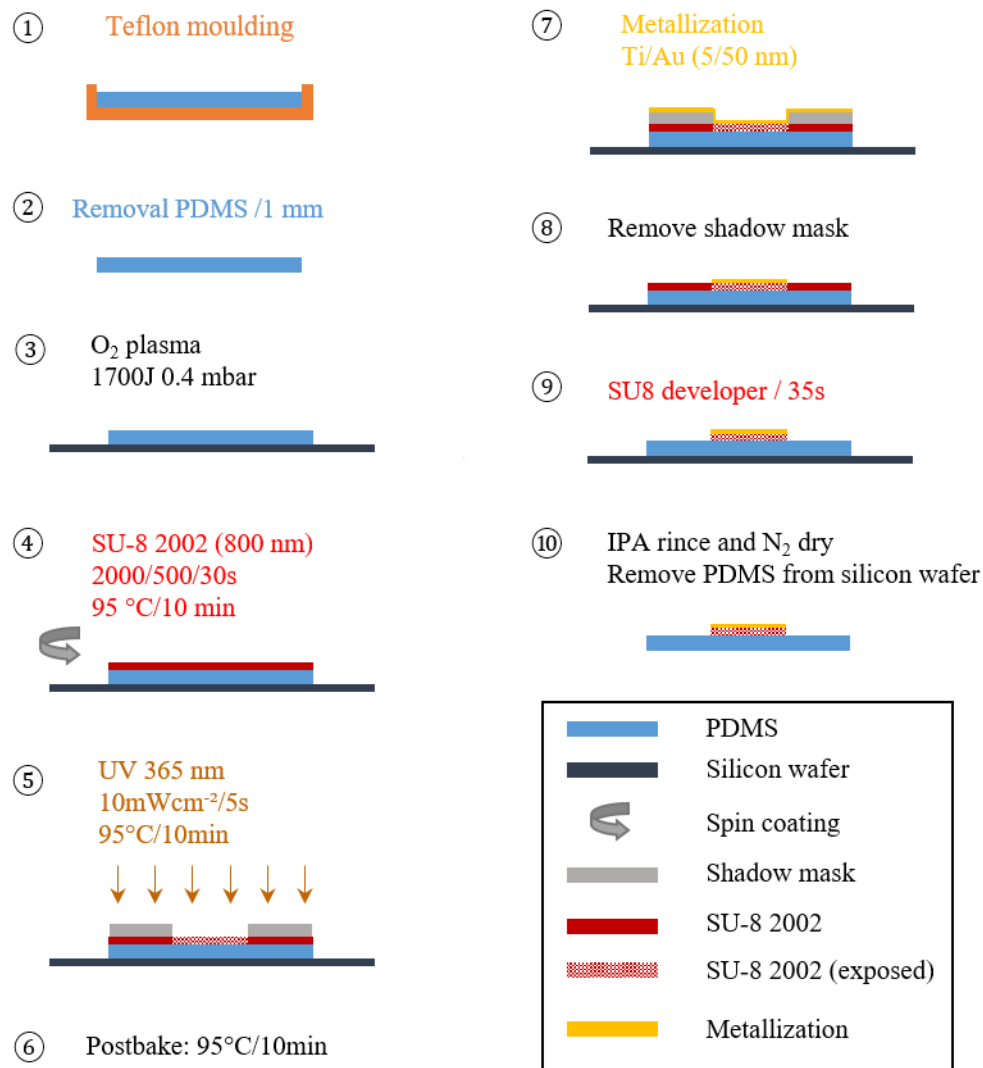 ① Teflon moulding
② Removal PDMS /1 mm
③ O₂ plasma
1700J 0.4 mbar
④ SU-8 2002 (800 nm)
2000/500/30s
95 °C/10 min
⑤ UV 365 nm
10mWcm⁻²/5s
95°C/10min
⑥ Postbake: 95°C/10min
⑦ Metallization
Ti/Au (5/50 nm)
⑧ Remove shadow mask
⑨ SU8 developer / 35s
⑩ IPA rince and N₂ dry
Remove PDMS from silicon wafer
PDMS
Silicon wafer
Spin coating
Shadow mask
SU-8 2002
SU-8 2002 (exposed)
Metallization